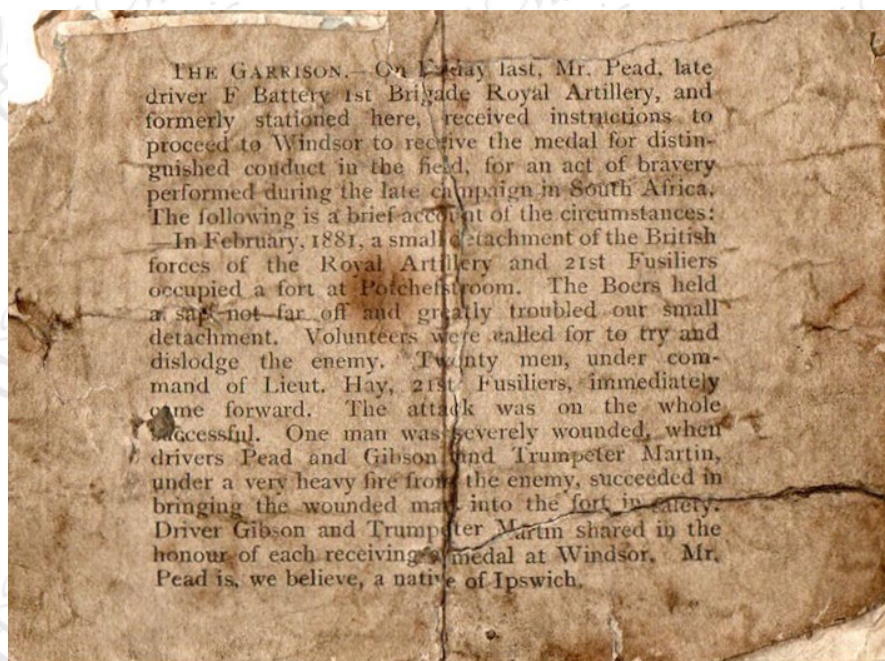 THE GARRISON.—On Friday last, Mr. Pead, late
driver F Battery 1st Brigade Royal Artillery, and
formerly stationed here, received instructions to
proceed to Windsor to receive the medal for distin-
guished conduct in the field, for an act of bravery
performed during the late campaign in South Africa.
The following is a brief account of the circumstances:
—In February, 1881, a small detachment of the British
forces of the Royal Artillery and 21st Fusiliers
occupied a fort at Potchefstroom. The Boers held
a sap not far off and greatly troubled our small
detachment. Volunteers were called for to try and
dislodge the enemy. Twenty men, under com-
mand of Lieut. Hay, 21st Fusiliers, immediately
came forward. The attack was on the whole
successful. One man was severely wounded, when
drivers Pead and Gibson and Trumpeter Martin,
under a very heavy fire from the enemy, succeeded in
bringing the wounded man into the fort in safety.
Driver Gibson and Trumpeter Martin shared in the
honour of each receiving a medal at Windsor. Mr.
Pead is, we believe, a native of Ipswich.